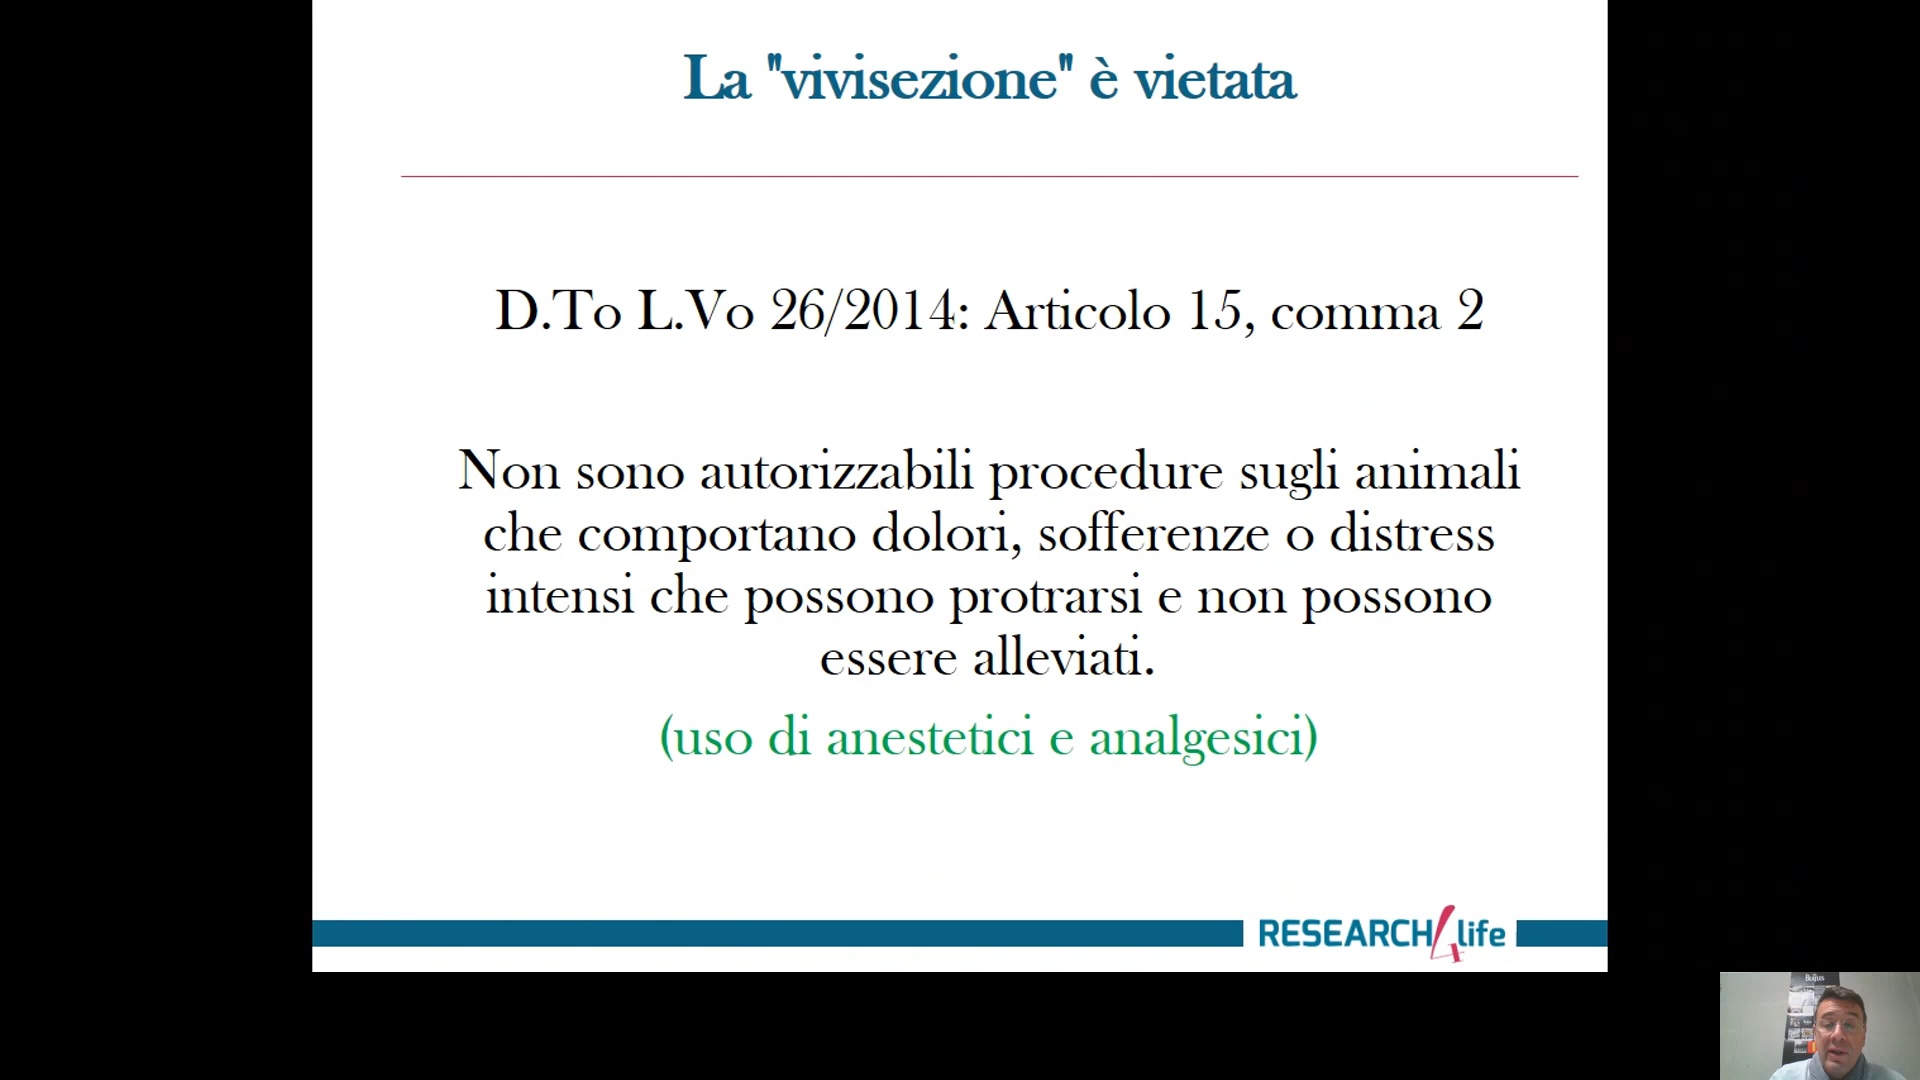 La "vivisezione" è vietata
D.To L.Vo 26/2014: Articolo 15, comma 2
Non sono autorizzabili procedure sugli animali
che comportano dolori, sofferenze o distress
intensi che possono protrarsi e non possono
essere alleviati.
(uso di anestetici e analgesici)
RESEARCH4life